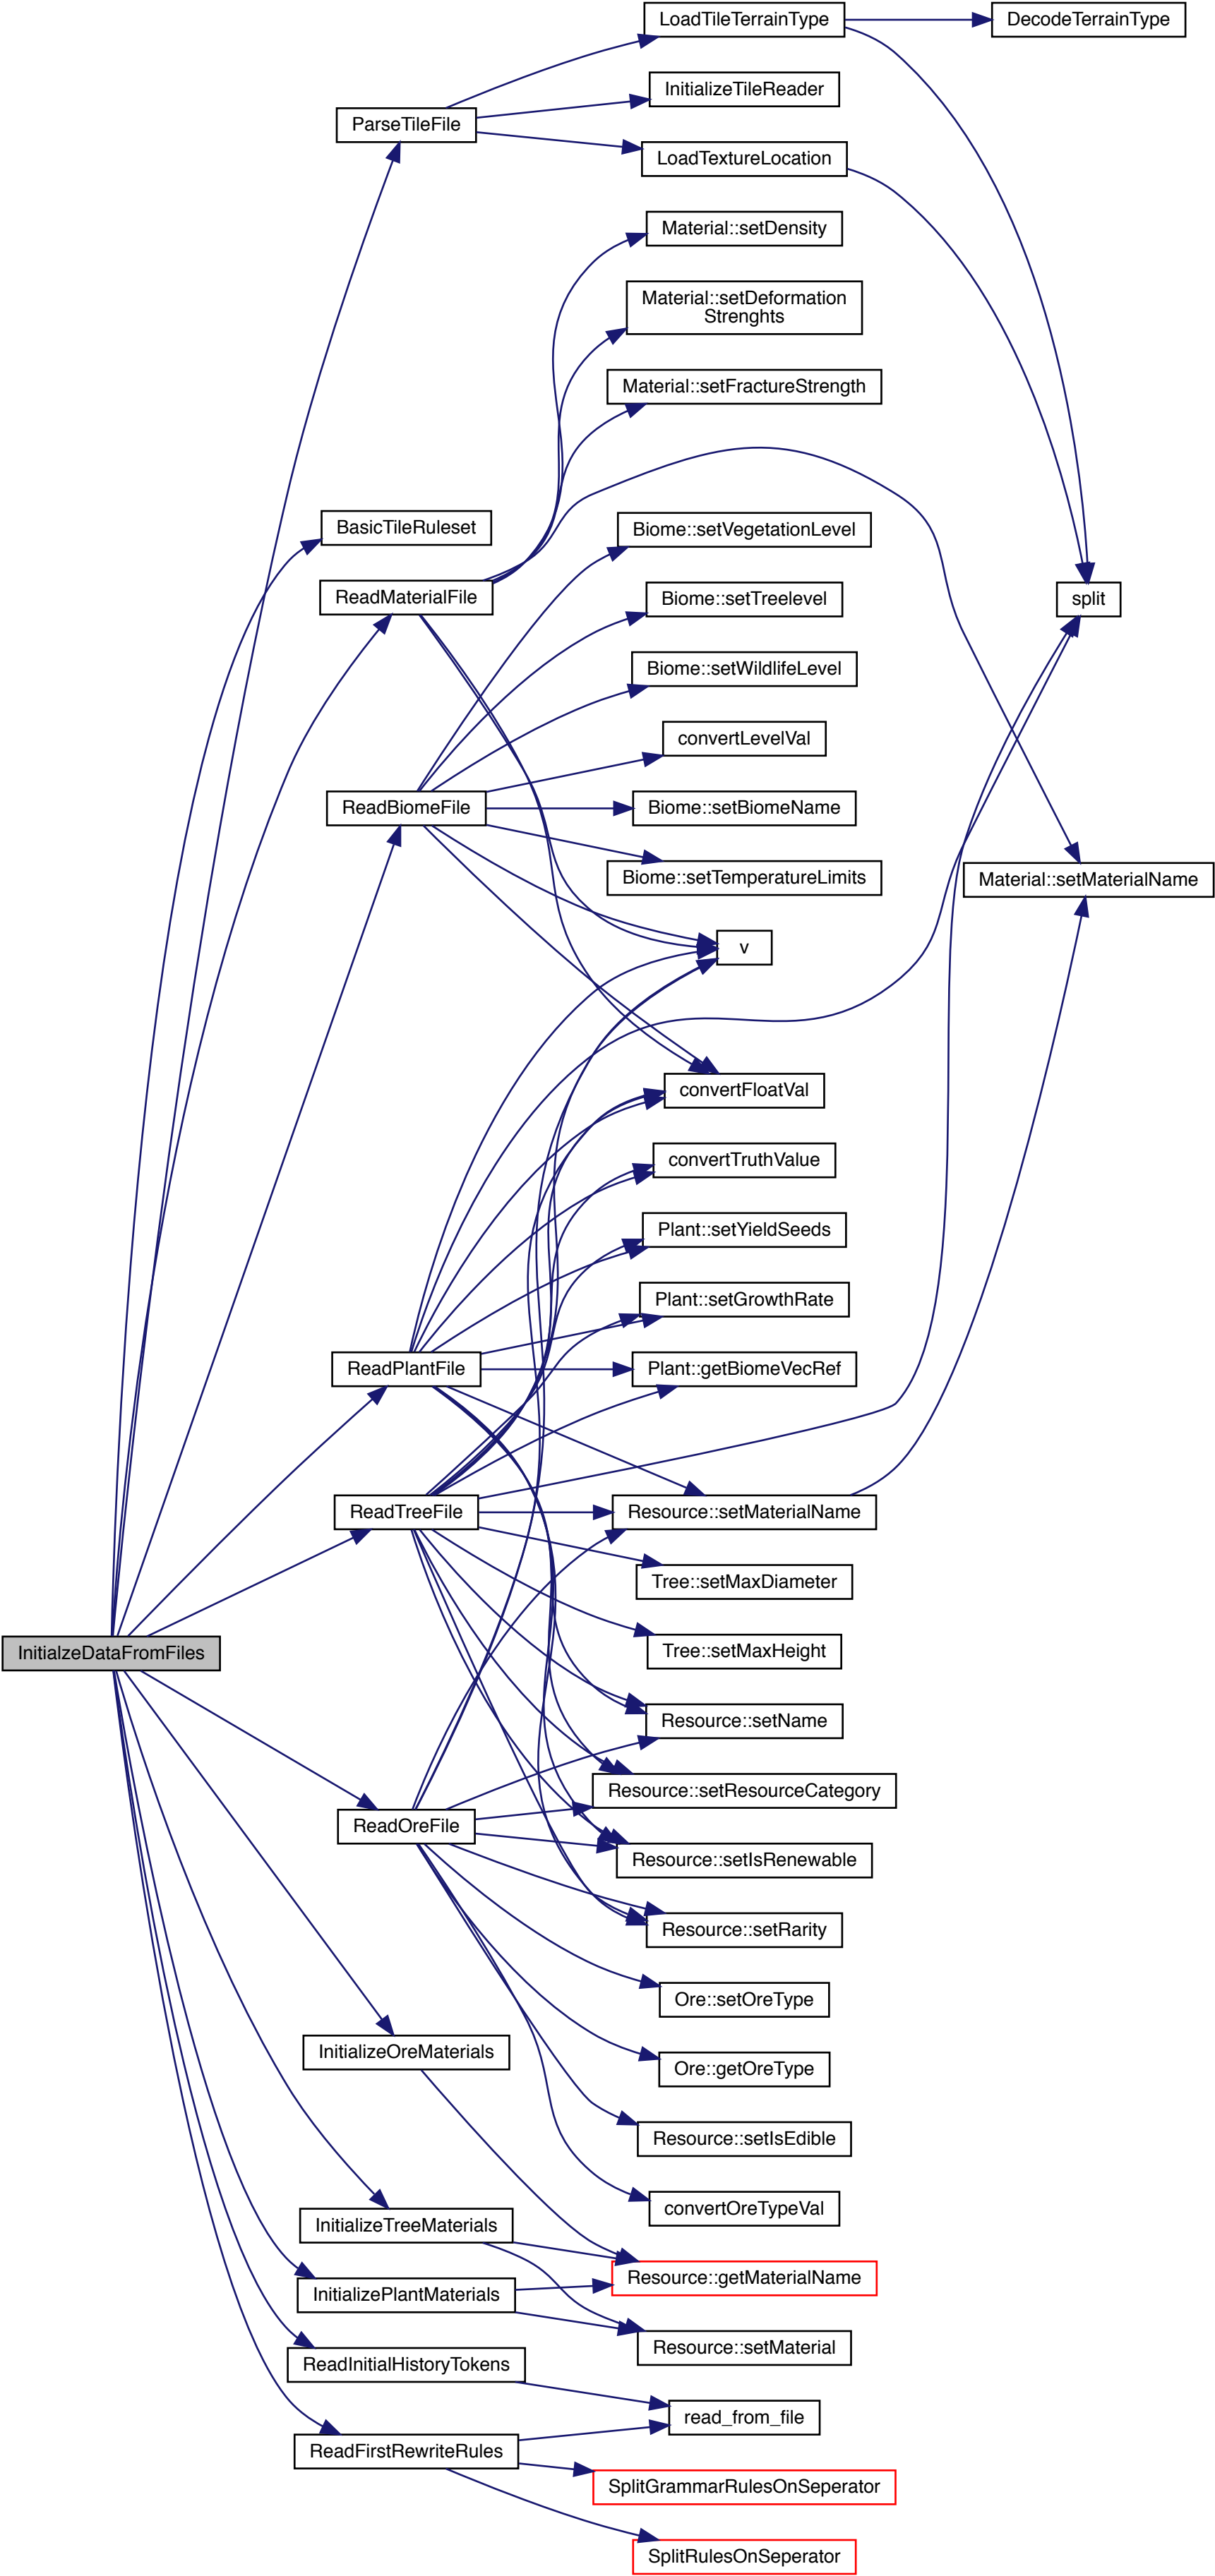 LoadTileTerrainType
DecodeTerrainType
InitializeTileReader
ParseTileFile
LoadTextureLocation
Material::setDensity
Material::setDeformation
Strenghts
Material::setFractureStrength
BasicTileRuleset
Biome::setVegetationLevel
ReadMaterialFile
Biome::setTreelevel
split
Biome::setWildlifeLevel
convertLevelVal
ReadBiomeFile
Biome::setBiomeName
Biome::setTemperatureLimits
Material::setMaterialName
v
convertFloatVal
convertTruthValue
Plant::setYieldSeeds
Plant::setGrowthRate
ReadPlantFile
Plant::getBiomeVecRef
ReadTreeFile
Resource::setMaterialName
Tree::setMaxDiameter
InitialzeDataFromFiles
Tree::setMaxHeight
Resource::setName
Resource::setResourceCategory
ReadOreFile
Resource::setIsRenewable
Resource::setRarity
Ore::setOreType
InitializeOreMaterials
Ore::getOreType
Resource::setIsEdible
convertOreTypeVal
InitializeTreeMaterials
Resource::getMaterialName
InitializePlantMaterials
Resource::setMaterial
ReadInitialHistoryTokens
read_from_file
ReadFirstRewriteRules
SplitGrammarRulesOnSeperator
SplitRulesOnSeperator